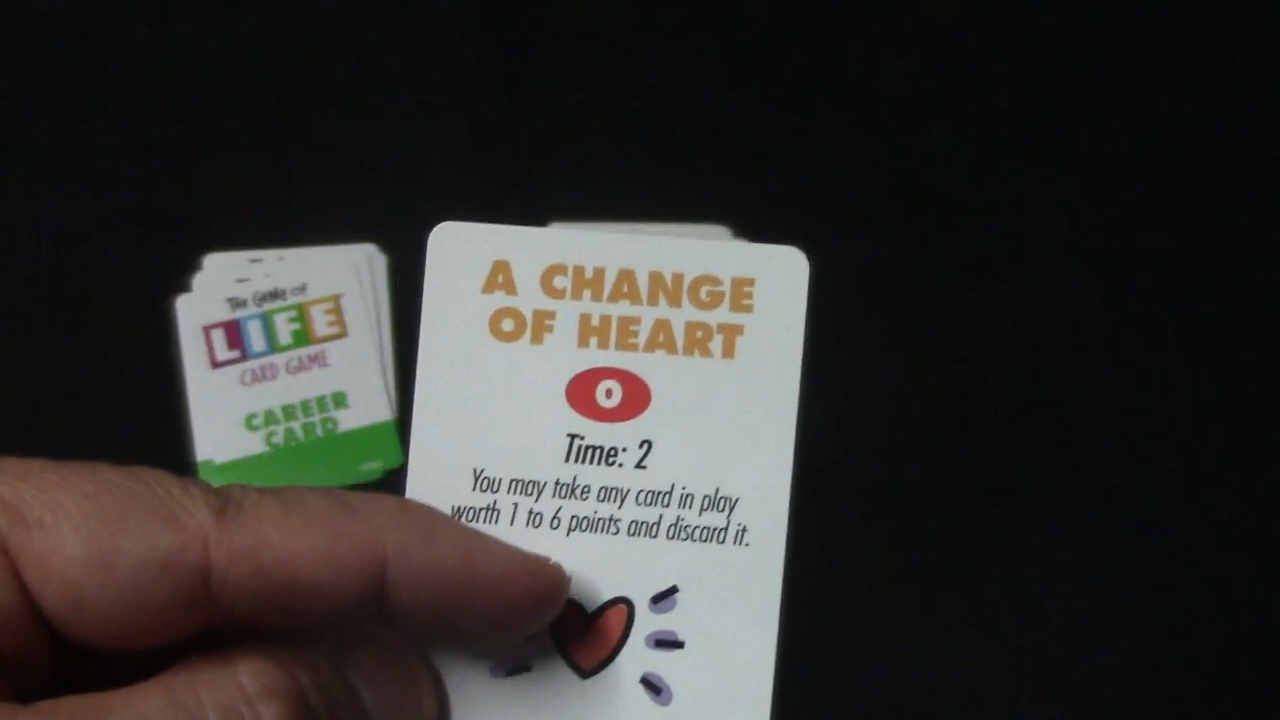 The Game of
LIFE
CARD GAME
CAREER
CARD
A CHANGE
OF HEART
0
Time: 2
You may take any card in play
worth 1 to 6 points and discard it.